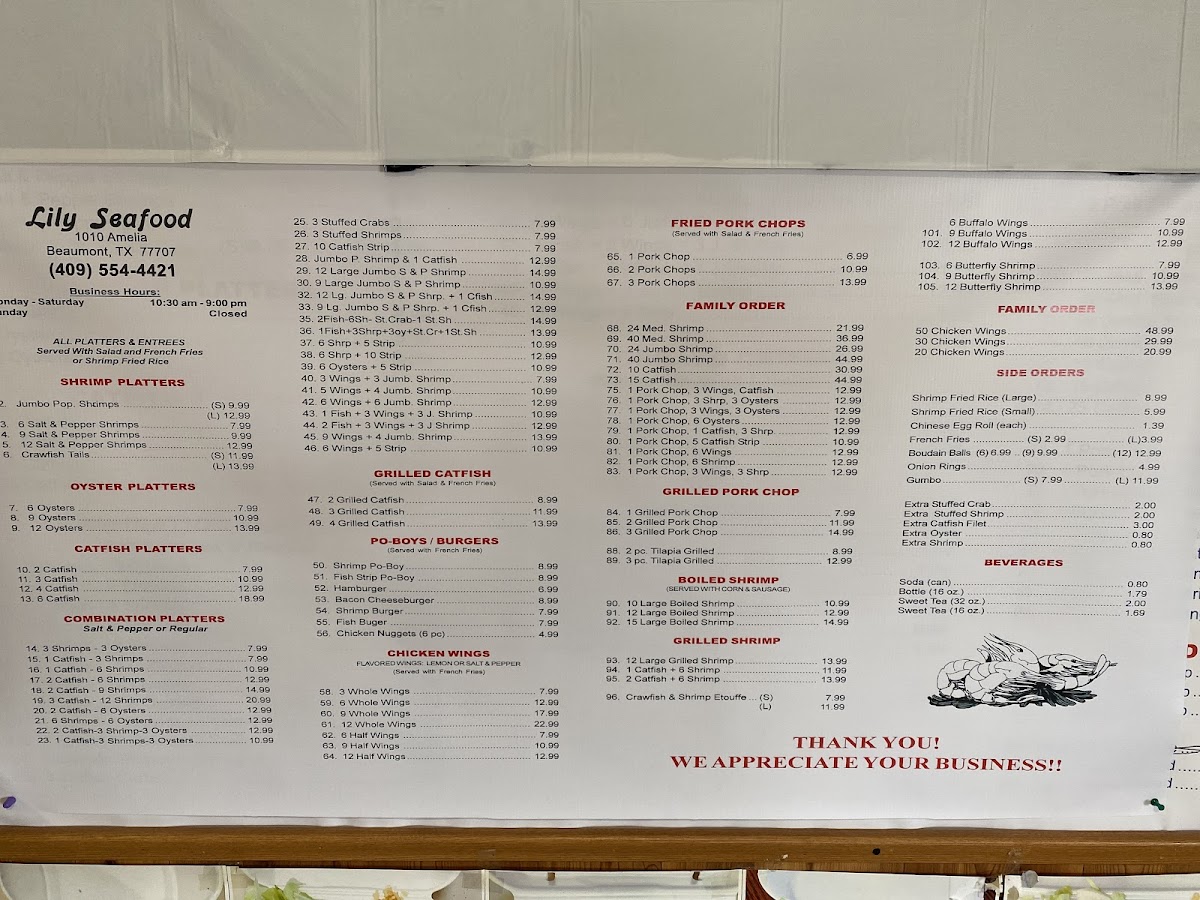 Lily Seafood
1010 Amelia
Beaumont, TX 77707
(409) 554-4421
Business Hours:
onday - Saturday 10:30 am - 9:00 pm
unday Closed
ALL PLATTERS & ENTREES
Served With Salad and French Fries
or Shrimp Fried Rice
SHRIMP PLATTERS
2. Jumbo Pop. Shrimps (S) 9.99
(L) 12.99
3. 6 Salt & Pepper Shrimps 7.99
4. 9 Salt & Pepper Shrimps 9.99
5. 12 Salt & Pepper Shrimps 12.99
6. Crawfish Tails (S) 11.99
(L) 13.99
OYSTER PLATTERS
7. 6 Oysters 7.99
8. 9 Oysters 10.99
9. 12 Oysters 13.99
CATFISH PLATTERS
10. 2 Catfish 7.99
11. 3 Catfish 10.99
12. 4 Catfish 12.99
13. 6 Catfish 18.99
COMBINATION PLATTERS
Salt & Pepper or Regular
14. 3 Shrimps - 3 Oysters 7.99
15. 1 Catfish - 3 Shrimps 7.99
16. 1 Catfish - 6 Shrimps 10.99
17. 2 Catfish - 6 Shrimps 12.99
18. 2 Catfish - 9 Shrimps 14.99
19. 3 Catfish - 12 Shrimps 20.99
20. 2 Catfish - 6 Oysters 12.99
21. 6 Shrimps - 6 Oysters 12.99
22. 2 Catfish-3 Shrimp-3 Oysters 12.99
23. 1 Catfish-3 Shrimps-3 Oysters 10.99
25. 3 Stuffed Crabs 7.99
26. 3 Stuffed Shrimps 7.99
27. 10 Catfish Strip 7.99
28. Jumbo P. Shrimp & 1 Catfish 12.99
29. 12 Large Jumbo S & P Shrimp 14.99
30. 9 Large Jumbo S & P Shrimp 10.99
32. 12 Lg. Jumbo S & P Shrp. + 1 Cfish 14.99
33. 9 Lg. Jumbo S & P Shrp. + 1 Cfish 12.99
35. 2Fish-6Sh- St.Crab-1 St.Sh 14.99
36. 1Fish+3Shrp+3oy+St.Cr+1St.Sh 13.99
37. 6 Shrp + 5 Strip 10.99
38. 6 Shrp + 10 Strip 12.99
39. 6 Oysters + 5 Strip 10.99
40. 3 Wings + 3 Jumb. Shrimp 7.99
41. 5 Wings + 4 Jumb. Shrimp 10.99
42. 6 Wings + 6 Jumb. Shrimp 12.99
43. 1 Fish + 3 Wings + 3 J. Shrimp 10.99
44. 2 Fish + 3 Wings + 3 J Shrimp 12.99
45. 9 Wings + 4 Jumb. Shrimp 13.99
46. 6 Wings + 5 Strip 10.99
GRILLED CATFISH
(Served with Salad & French Fries)
47. 2 Grilled Catfish 8.99
48. 3 Grilled Catfish 11.99
49. 4 Grilled Catfish 13.99
PO-BOYS / BURGERS
(Served with French Fries)
50. Shrimp Po-Boy 8.99
51. Fish Strip Po-Boy 8.99
52. Hamburger 6.99
53. Bacon Cheeseburger 8.99
54. Shrimp Burger 7.99
55. Fish Buger 7.99
56. Chicken Nuggets (6 pc) 4.99
CHICKEN WINGS
FLAVORED WINGS: LEMON OR SALT & PEPPER
(Served with French Fries)
58. 3 Whole Wings 7.99
59. 6 Whole Wings 12.99
60. 9 Whole Wings 17.99
61. 12 Whole Wings 22.99
62. 6 Half Wings 7.99
63. 9 Half Wings 10.99
64. 12 Half Wings 12.99
FRIED PORK CHOPS
(Served with Salad & French Fries)
65. 1 Pork Chop 6.99
66. 2 Pork Chops 10.99
67. 3 Pork Chops 13.99
FAMILY ORDER
68. 24 Med. Shrimp 21.99
69. 40 Med. Shrimp 36.99
70. 24 Jumbo Shrimp 26.99
71. 40 Jumbo Shrimp 44.99
72. 10 Catfish 30.99
73. 15 Catfish 44.99
75. 1 Pork Chop, 3 Wings, Catfish 12.99
76. 1 Pork Chop, 3 Shrp, 3 Oysters 12.99
77. 1 Pork Chop, 3 Wings, 3 Oysters 12.99
78. 1 Pork Chop, 6 Oysters 12.99
79. 1 Pork Chop, 1 Catfish, 3 Shrp 12.99
80. 1 Pork Chop, 5 Catfish Strip 10.99
81. 1 Pork Chop, 6 Wings 12.99
82. 1 Pork Chop, 6 Shrimp 12.99
83. 1 Pork Chop, 3 Wings, 3 Shrp 12.99
GRILLED PORK CHOP
84. 1 Grilled Pork Chop 7.99
85. 2 Grilled Pork Chop 11.99
86. 3 Grilled Pork Chop 14.99
88. 2 pc. Tilapia Grilled 8.99
89. 3 pc. Tilapia Grilled 12.99
BOILED SHRIMP
(SERVED WITH CORN & SAUSAGE)
90. 10 Large Boiled Shrimp 10.99
91. 12 Large Boiled Shrimp 12.99
92. 15 Large Boiled Shrimp 14.99
GRILLED SHRIMP
93. 12 Large Grilled Shrimp 13.99
94. 1 Catfish + 6 Shrimp 11.99
95. 2 Catfish + 6 Shrimp 13.99
96. Crawfish & Shrimp Etouffe ... (S) 7.99
(L) 11.99
6 Buffalo Wings 7.99
101. 9 Buffalo Wings 10.99
102. 12 Buffalo Wings 12.99
103. 6 Butterfly Shrimp 7.99
104. 9 Butterfly Shrimp 10.99
105. 12 Butterfly Shrimp 13.99
FAMILY ORDER
50 Chicken Wings 48.99
30 Chicken Wings 29.99
20 Chicken Wings 20.99
SIDE ORDERS
Shrimp Fried Rice (Large) 8.99
Shrimp Fried Rice (Small) 5.99
Chinese Egg Roll (each) 1.39
French Fries (S) 2.99 (L)3.99
Boudain Balls (6) 6.99 .. (9) 9.99 (12) 12.99
Onion Rings 4.99
Gumbo (S) 7.99 (L) 11.99
Extra Stuffed Crab 2.00
Extra Stuffed Shrimp 2.00
Extra Catfish Filet 3.00
Extra Oyster 0.80
Extra Shrimp 0.80
BEVERAGES
Soda (can) 0.80
Bottle (16 oz.) 1.79
Sweet Tea (32 oz.) 2.00
Sweet Tea (16 oz.) 1.69
THANK YOU!
WE APPRECIATE YOUR BUSINESS!!